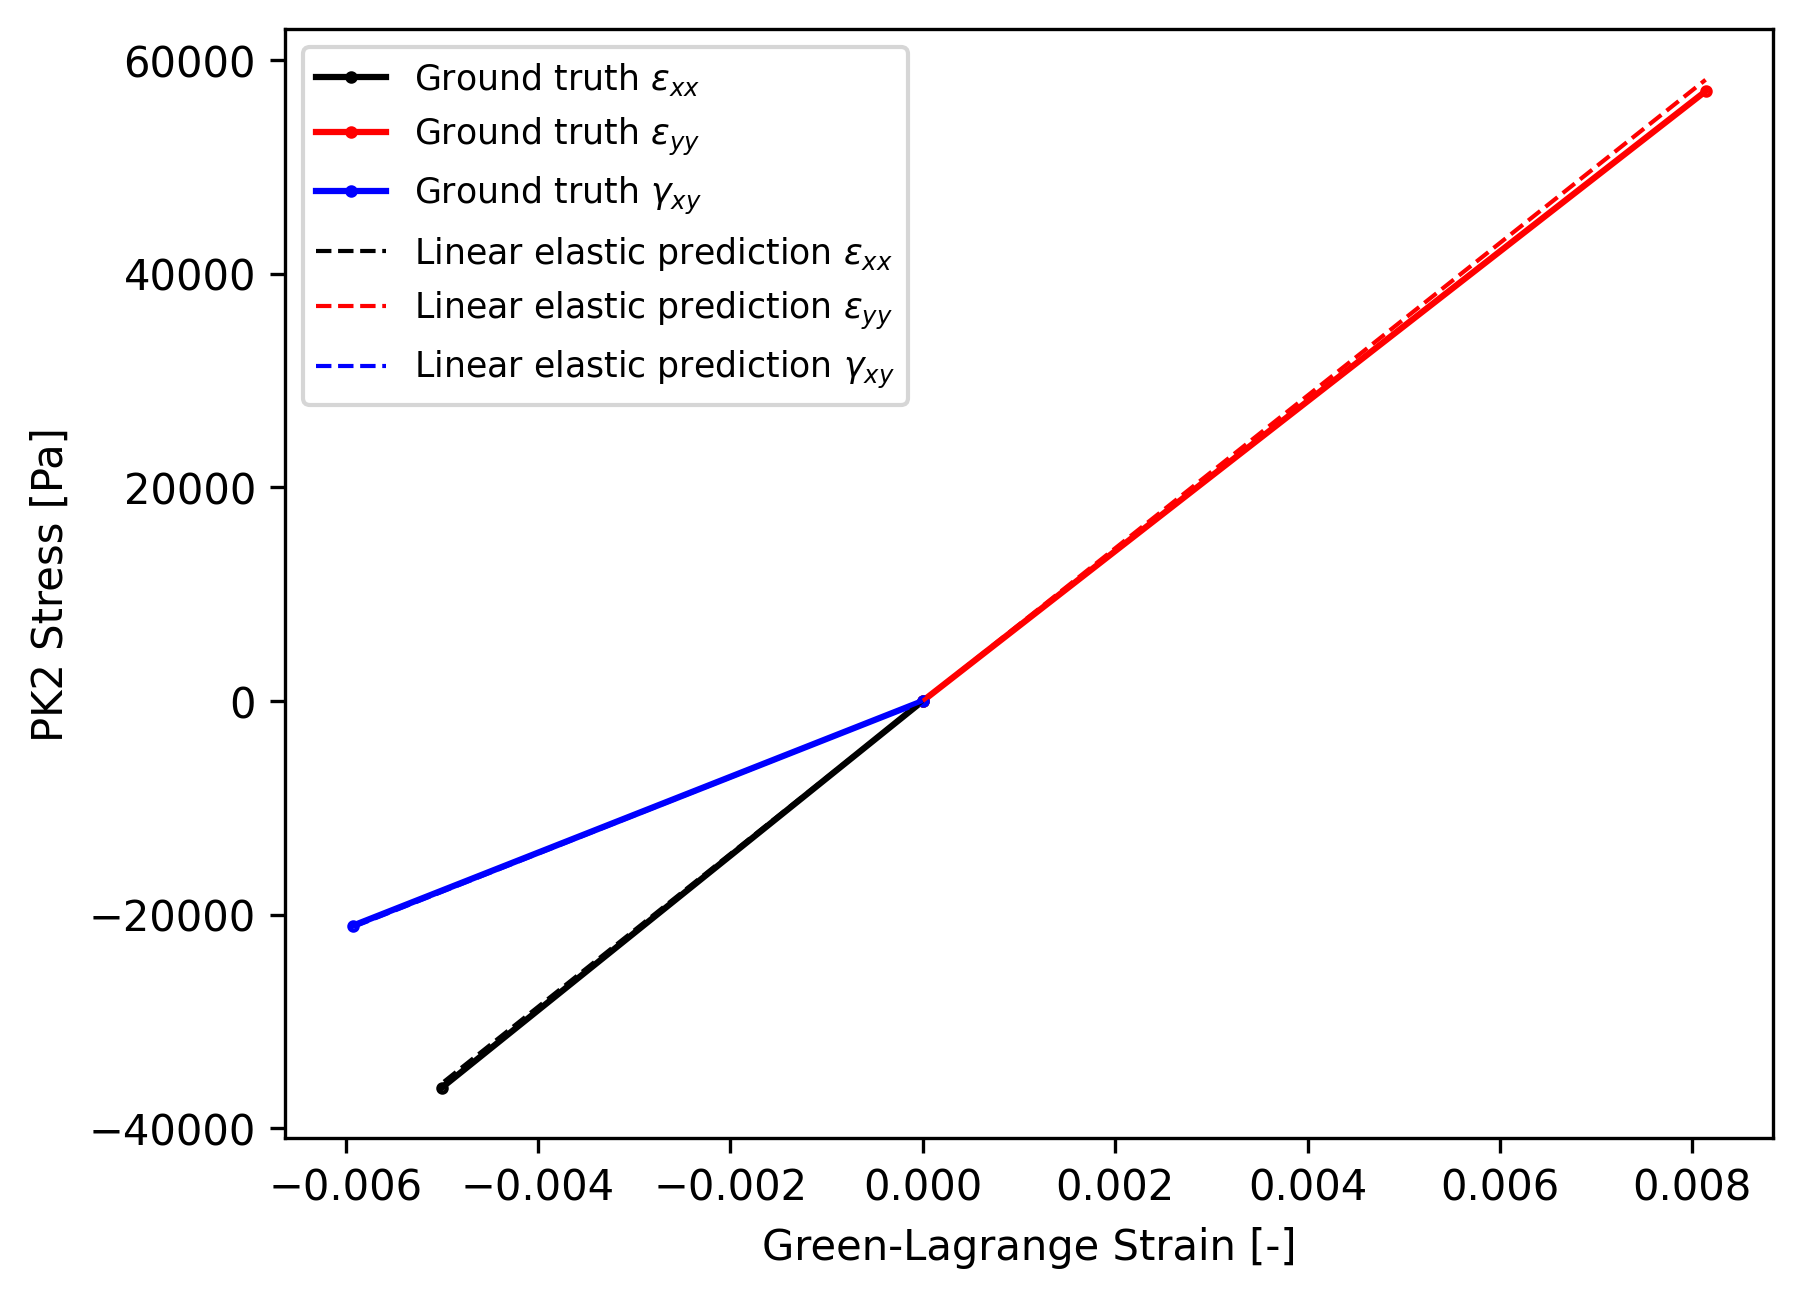 60000
40000
20000
0
−20000
−40000
PK2 Stress [Pa]
Ground truth εxx
Ground truth εyy
Ground truth γxy
Linear elastic prediction εxx
Linear elastic prediction εyy
Linear elastic prediction γxy
−0.006 −0.004 −0.002 0.000 0.002 0.004 0.006 0.008
Green-Lagrange Strain [-]